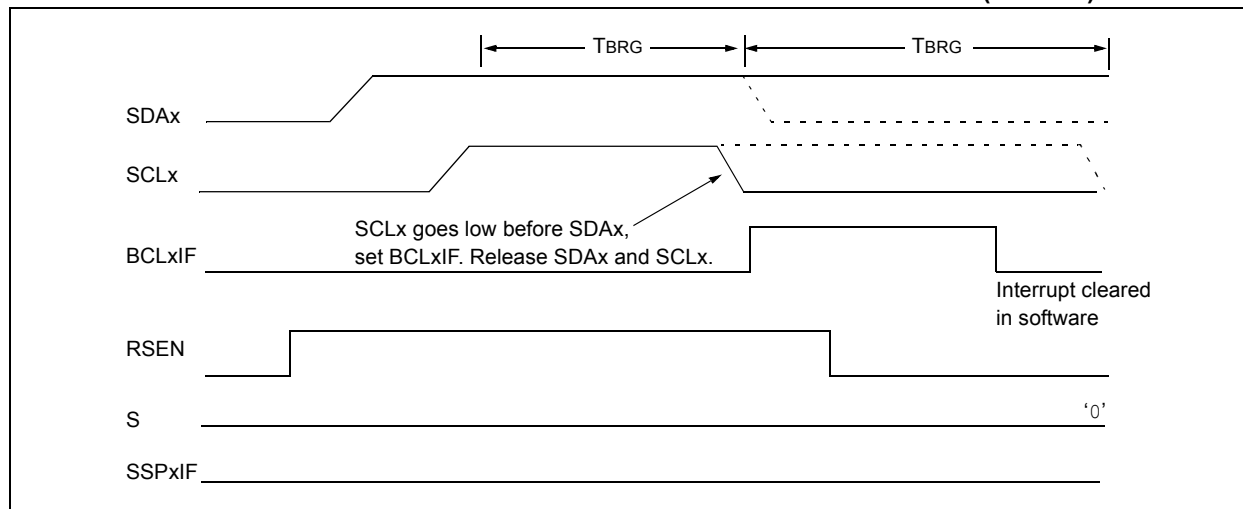 TBRG
TBRG
SDAx
SCLx
SCLx goes low before SDAx,
set BCLxIF. Release SDAx and SCLx.
BCLxIF
Interrupt cleared
in software
RSEN
S
‘0’
SSPxIF